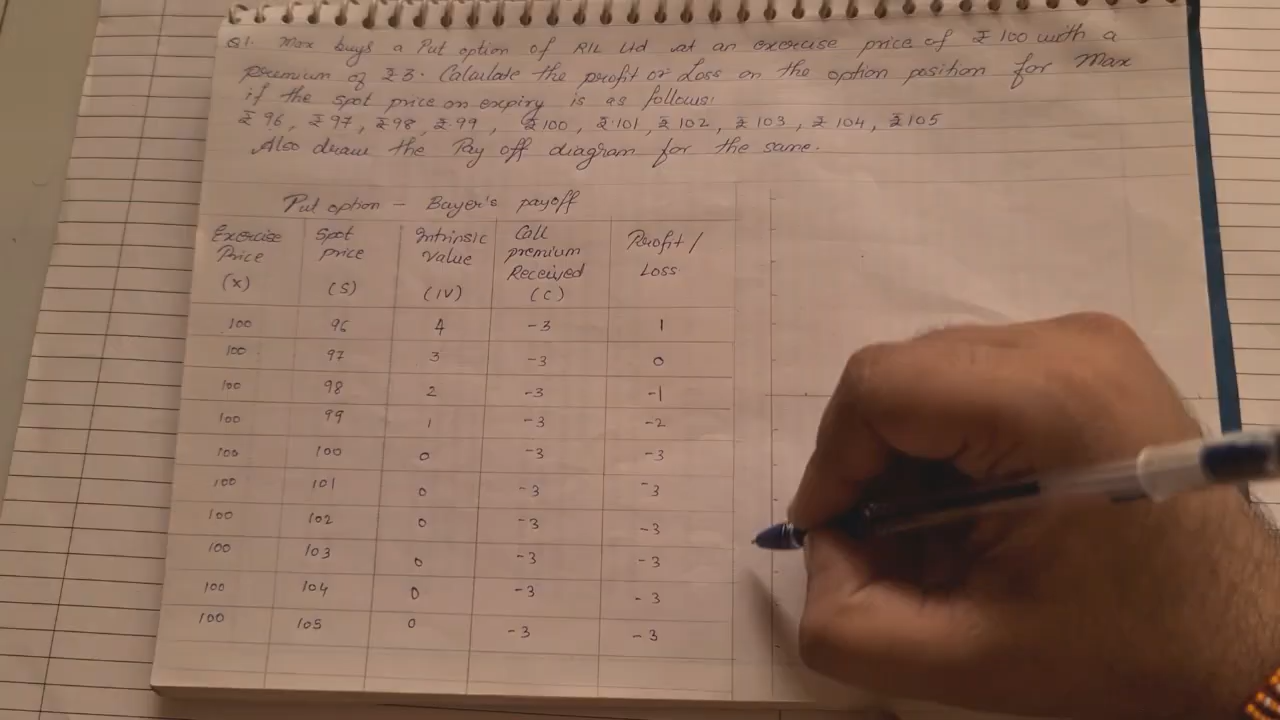 Q1. Max buys a Put option of RIL Ltd at an exercise price of ₹100 with a
premium of ₹3. Calculate the profit or Loss on the option position for Max
if the spot price on expiry is as follows:
₹96, ₹97, ₹98, ₹99, ₹100, ₹101, ₹102, ₹103, ₹104, ₹105
Also draw the Pay off diagram for the same.
Put option - Buyer's payoff
Exercise Price (X) Spot price (S) Intrinsic Value (IV) Call premium Received (C) Profit/ Loss
100 96 4 -3 1
100 97 3 -3 0
100 98 2 -3 -1
100 99 1 -3 -2
100 100 0 -3 -3
100 101 0 -3 -3
100 102 0 -3 -3
100 103 0 -3 -3
100 104 0 -3 -3
100 105 0 -3 -3